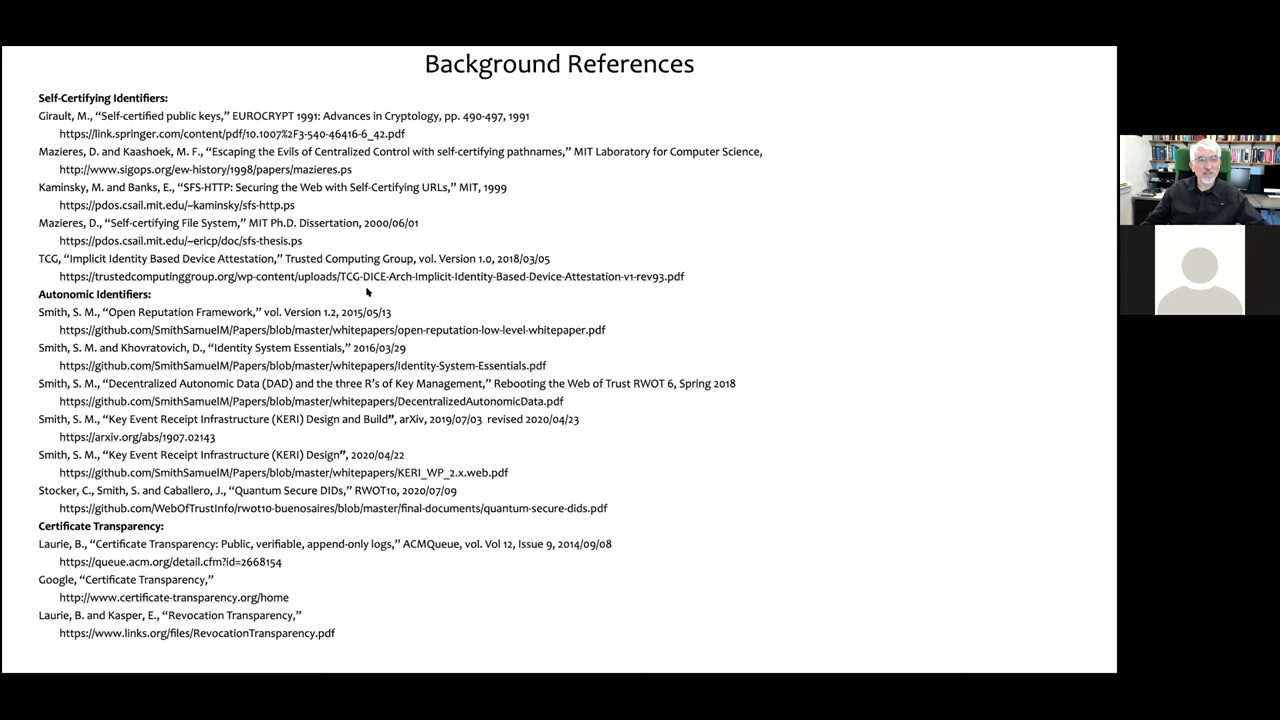 Background References
Self-Certifying Identifiers:
Girault, M., “Self-certified public keys,” EUROCRYPT 1991: Advances in Cryptology, pp. 490-497, 1991
https://link.springer.com/content/pdf/10.1007%2F3-540-46416-6_42.pdf
Mazieres, D. and Kaashoek, M. F., “Escaping the Evils of Centralized Control with self-certifying pathnames,” MIT Laboratory for Computer Science,
http://www.sigops.org/ew-history/1998/papers/mazieres.ps
Kaminsky, M. and Banks, E., “SFS-HTTP: Securing the Web with Self-Certifying URLs,” MIT, 1999
https://pdos.csail.mit.edu/~kaminsky/sfs-http.ps
Mazieres, D., “Self-certifying File System,” MIT Ph.D. Dissertation, 2000/06/01
https://pdos.csail.mit.edu/~ericp/doc/sfs-thesis.ps
TCG, “Implicit Identity Based Device Attestation,” Trusted Computing Group, vol. Version 1.0, 2018/03/05
https://trustedcomputinggroup.org/wp-content/uploads/TCG-DICE-Arch-Implicit-Identity-Based-Device-Attestation-v1-rev93.pdf
Autonomic Identifiers:
Smith, S. M., “Open Reputation Framework,” vol. Version 1.2, 2015/05/13
https://github.com/SmithSamuelM/Papers/blob/master/whitepapers/open-reputation-low-level-whitepaper.pdf
Smith, S. M. and Khovratovich, D., “Identity System Essentials,” 2016/03/29
https://github.com/SmithSamuelM/Papers/blob/master/whitepapers/Identity-System-Essentials.pdf
Smith, S. M., “Decentralized Autonomic Data (DAD) and the three R’s of Key Management,” Rebooting the Web of Trust RWOT 6, Spring 2018
https://github.com/SmithSamuelM/Papers/blob/master/whitepapers/DecentralizedAutonomicData.pdf
Smith, S. M., “Key Event Receipt Infrastructure (KERI) Design and Build”, arXiv, 2019/07/03 revised 2020/04/23
https://arxiv.org/abs/1907.02143
Smith, S. M., “Key Event Receipt Infrastructure (KERI) Design”, 2020/04/22
https://github.com/SmithSamuelM/Papers/blob/master/whitepapers/KERI_WP_2.x.web.pdf
Stocker, C., Smith, S. and Caballero, J., “Quantum Secure DIDs,” RWOT10, 2020/07/09
https://github.com/WebOfTrustInfo/rwot10-buenosaires/blob/master/final-documents/quantum-secure-dids.pdf
Certificate Transparency:
Laurie, B., “Certificate Transparency: Public, verifiable, append-only logs,” ACMQueue, vol. Vol 12, Issue 9, 2014/09/08
https://queue.acm.org/detail.cfm?id=2668154
Google, “Certificate Transparency,”
http://www.certificate-transparency.org/home
Laurie, B. and Kasper, E., “Revocation Transparency,”
https://www.links.org/files/RevocationTransparency.pdf